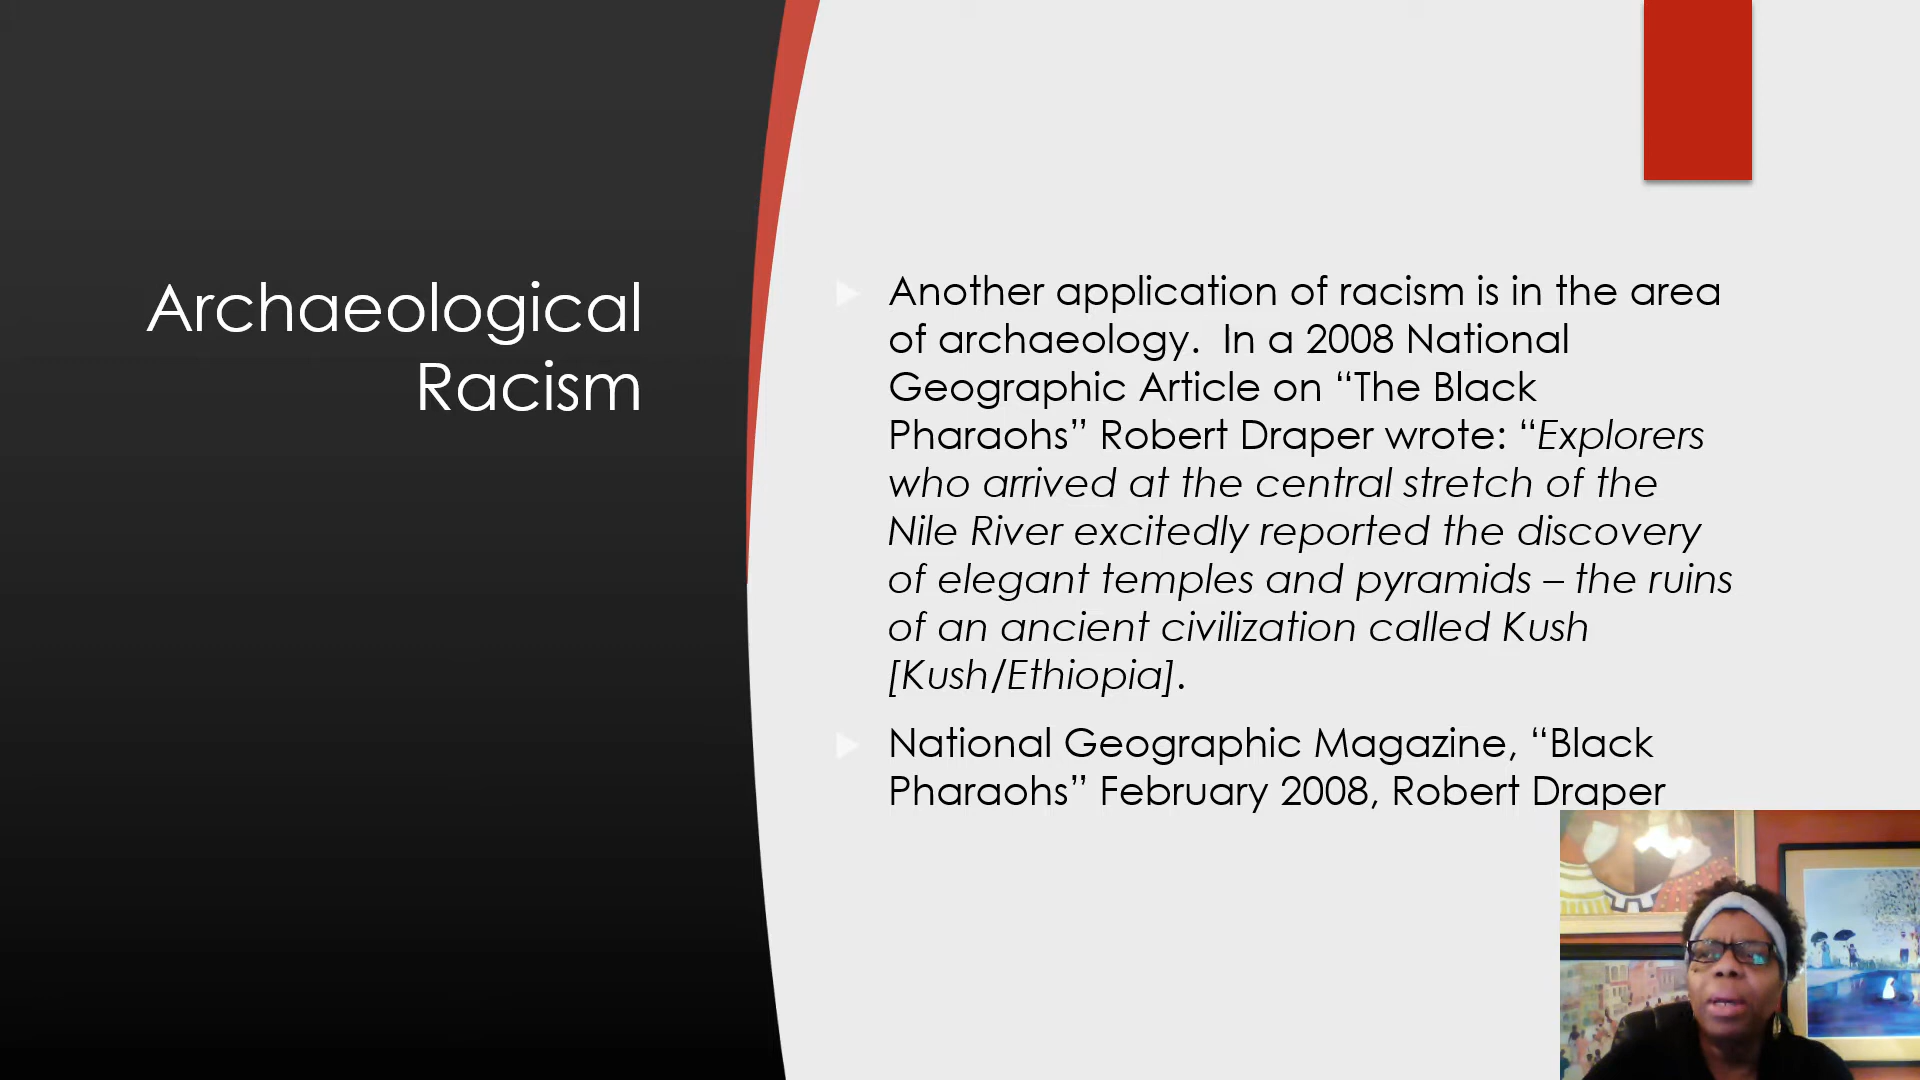 Archaeological
Racism
Another application of racism is in the area
of archaeology.  In a 2008 National
Geographic Article on “The Black
Pharaohs” Robert Draper wrote: “Explorers
who arrived at the central stretch of the
Nile River excitedly reported the discovery
of elegant temples and pyramids – the ruins
of an ancient civilization called Kush
[Kush/Ethiopia].
National Geographic Magazine, “Black
Pharaohs” February 2008, Robert Draper